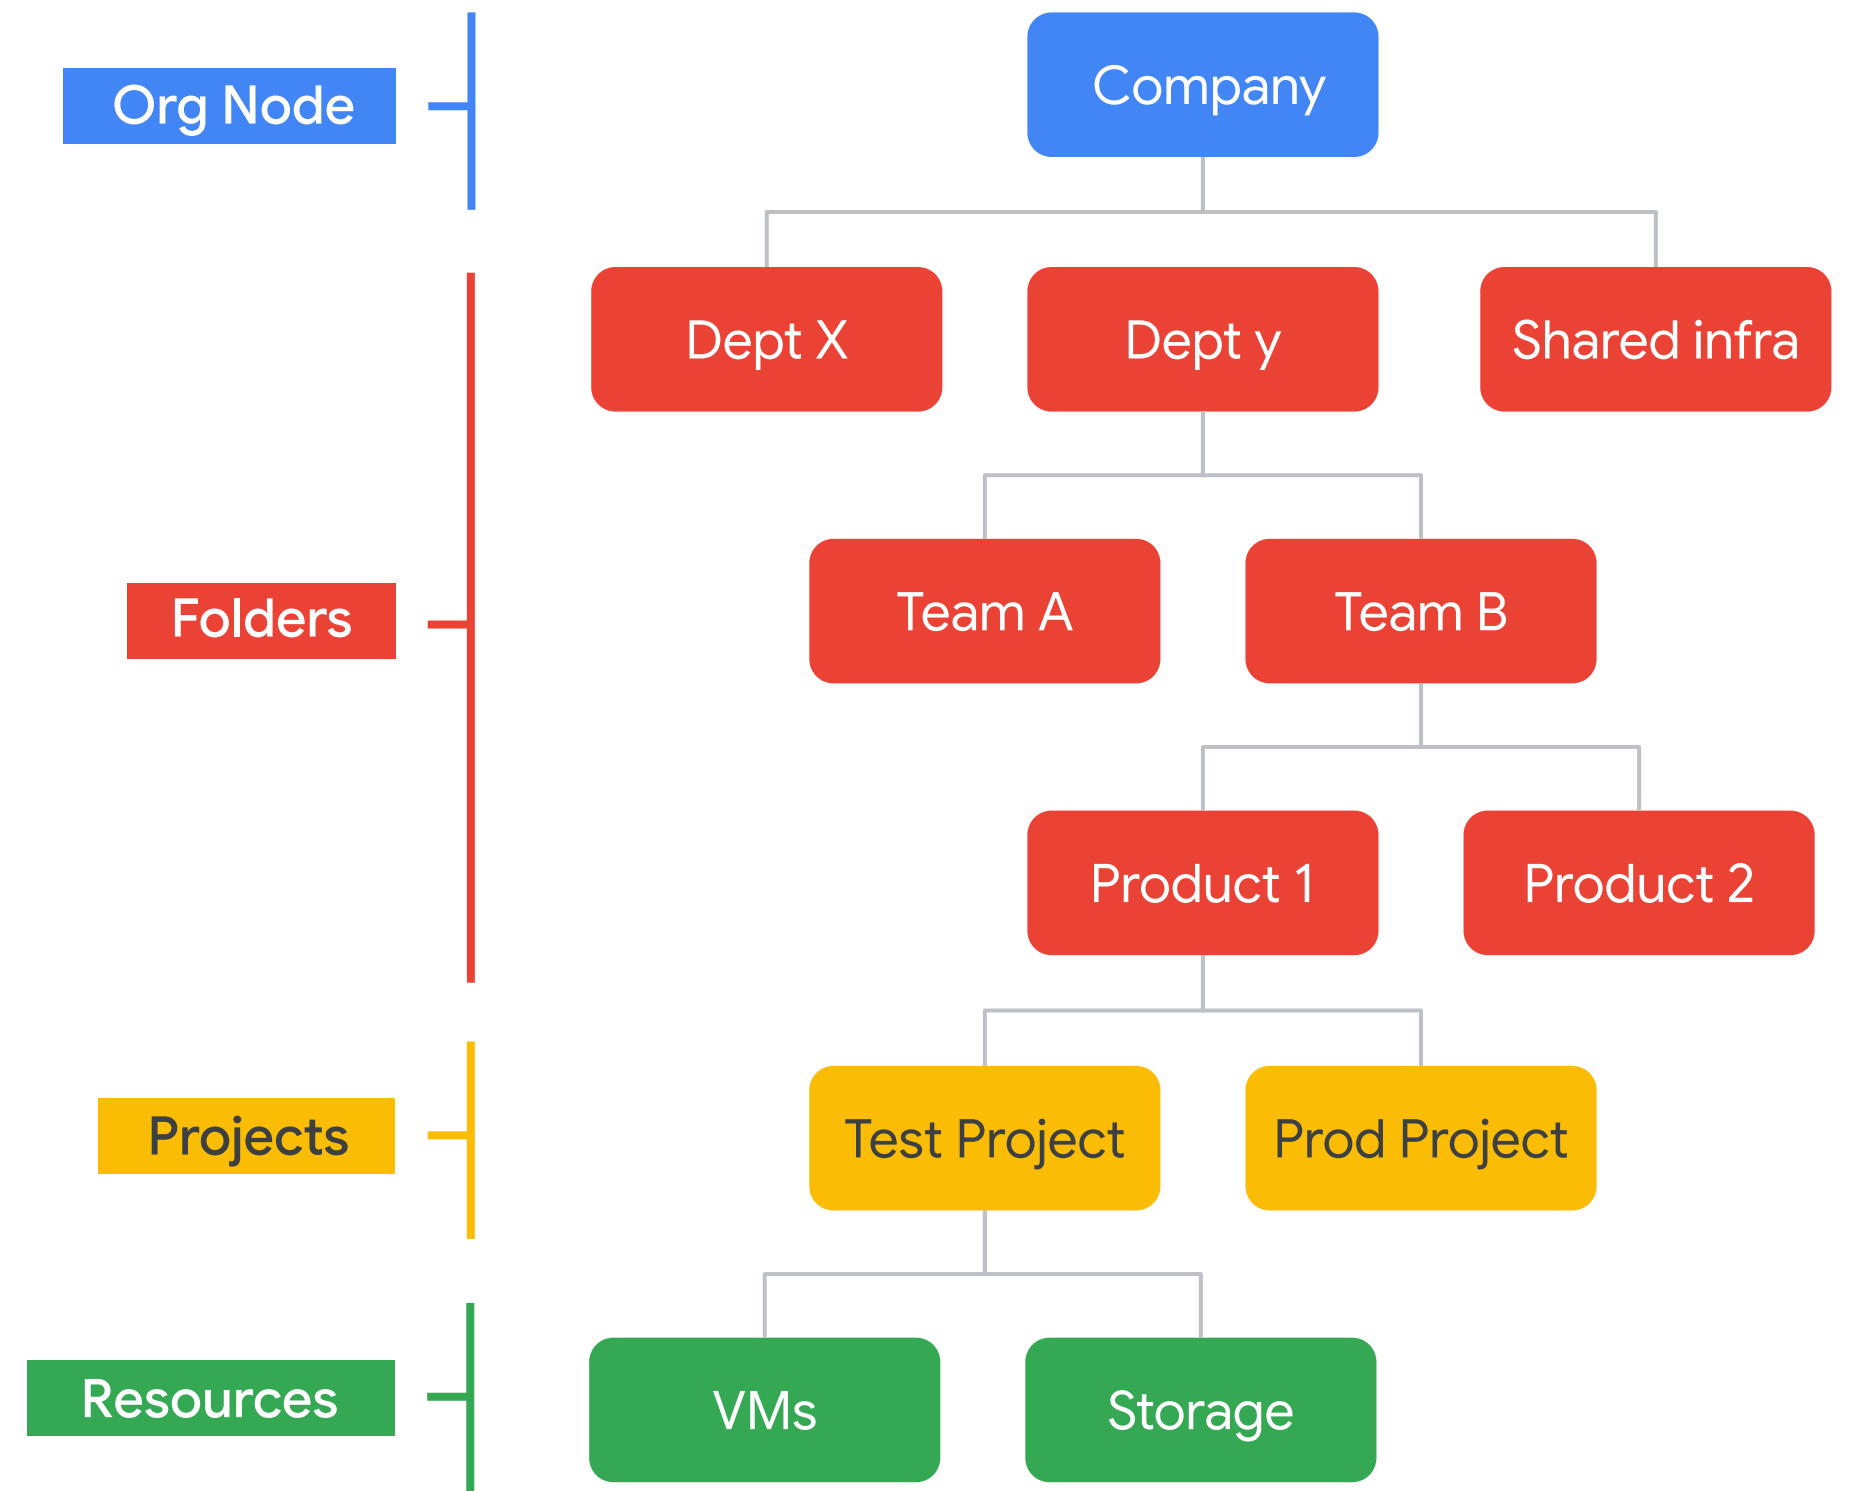 Org Node
Company
Dept X
Dept y
Shared infra
Folders
Team A
Team B
Product 1
Product 2
Projects
Test Project
Prod Project
Resources
VMs
Storage